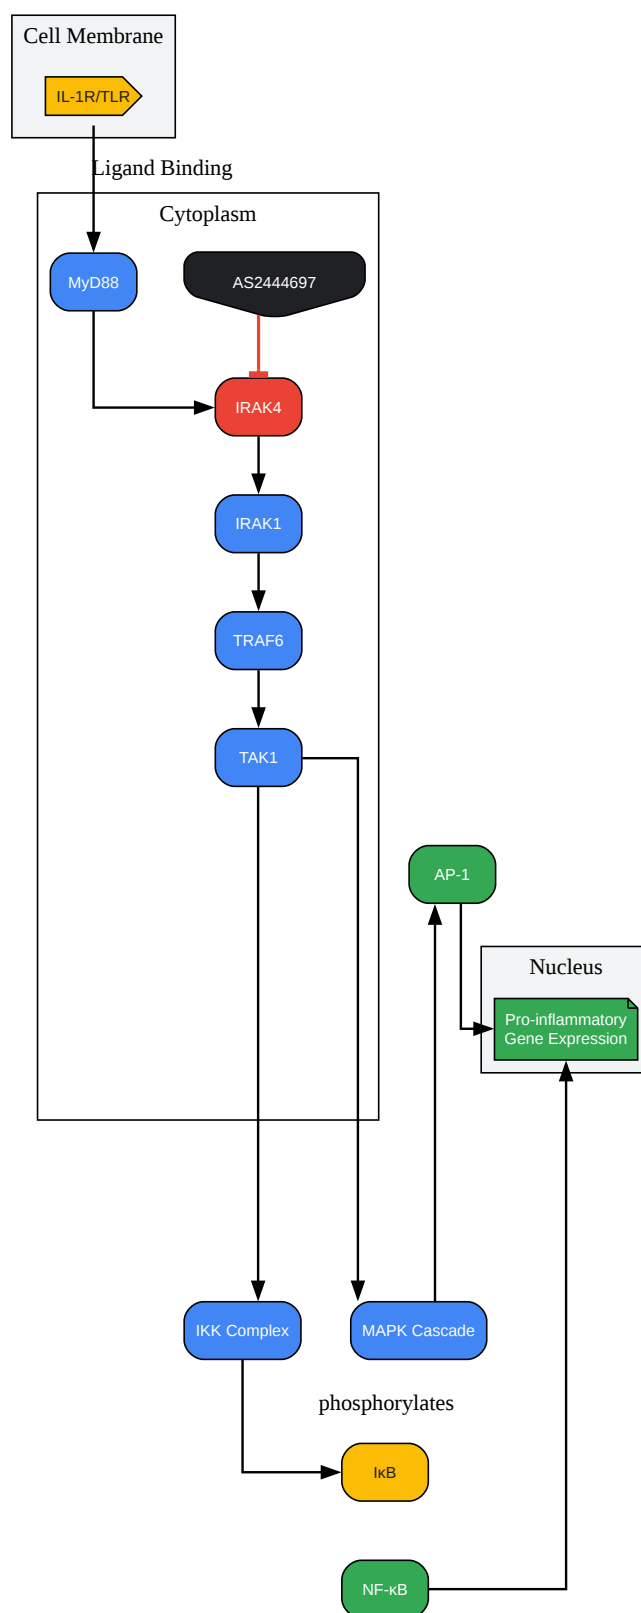 Cell Membrane
IL-1R/TLR
Ligand Binding
Cytoplasm
MyD88
AS2444697
IRAK4
IRAK1
TRAF6
TAK1
AP-1
Nucleus
Pro-inflammatory
Gene Expression
IKK Complex
MAPK Cascade
phosphorylates
IκB
NF-κB